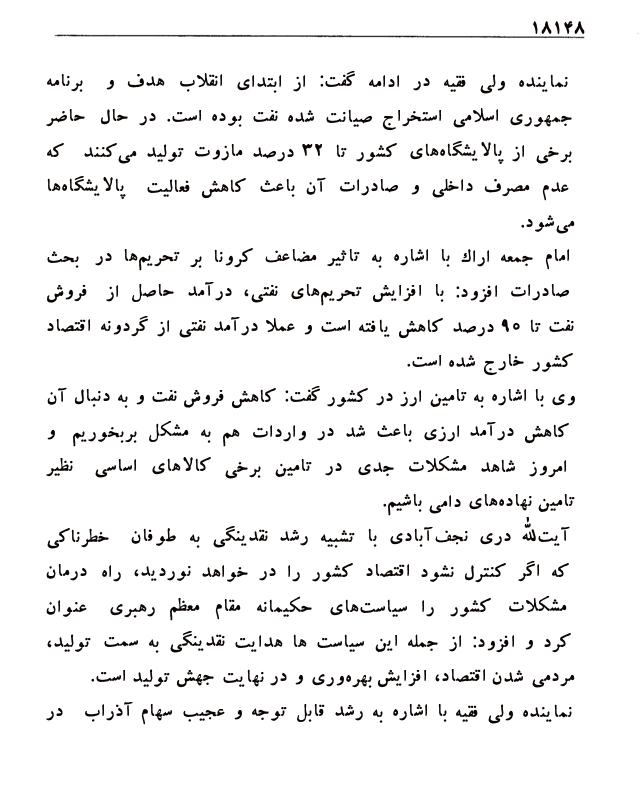 ۱۸۱۴۸
نماینده ولی فقیه در ادامه گفت: از ابتدای انقلاب هدف و برنامه
جمهوری اسلامی استخراج صیانت شده نفت بوده است. در حال حاضر
برخی از پالایشگاه‌های کشور تا ۳۲ درصد مازوت تولید می‌کنند که
عدم مصرف داخلی و صادرات آن باعث کاهش فعالیت پالایشگاه‌ها
می‌شود.
امام جمعه اراك با اشاره به تاثیر مضاعف کرونا بر تحریم‌ها در بحث
صادرات افزود: با افزایش تحریم‌های نفتی، درآمد حاصل از فروش
نفت تا ۹۰ درصد کاهش یافته است و عملا درآمد نفتی از گردونه اقتصاد
کشور خارج شده است.
وی با اشاره به تامین ارز در کشور گفت: کاهش فروش نفت و به دنبال آن
کاهش درآمد ارزی باعث شد در واردات هم به مشکل بربخوریم و
امروز شاهد مشکلات جدی در تامین برخی کالاهای اساسی نظیر
تامین نهاده‌های دامی باشیم.
آیت‌الله دری نجف‌آبادی با تشبیه رشد نقدینگی به طوفان خطرناکی
که اگر کنترل نشود اقتصاد کشور را در خواهد نوردید، راه درمان
مشکلات کشور را سیاست‌های حکیمانه مقام معظم رهبری عنوان
کرد و افزود: از جمله این سیاست ها هدایت نقدینگی به سمت تولید،
مردمی شدن اقتصاد، افزایش بهره‌وری و در نهایت جهش تولید است.
نماینده ولی فقیه با اشاره به رشد قابل توجه و عجیب سهام آذراب در